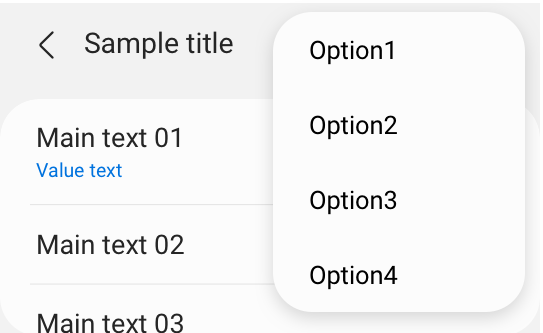 Sample title
Main text 01
Value text
Main text 02
Main text 03
Option1
Option2
Option3
Option4